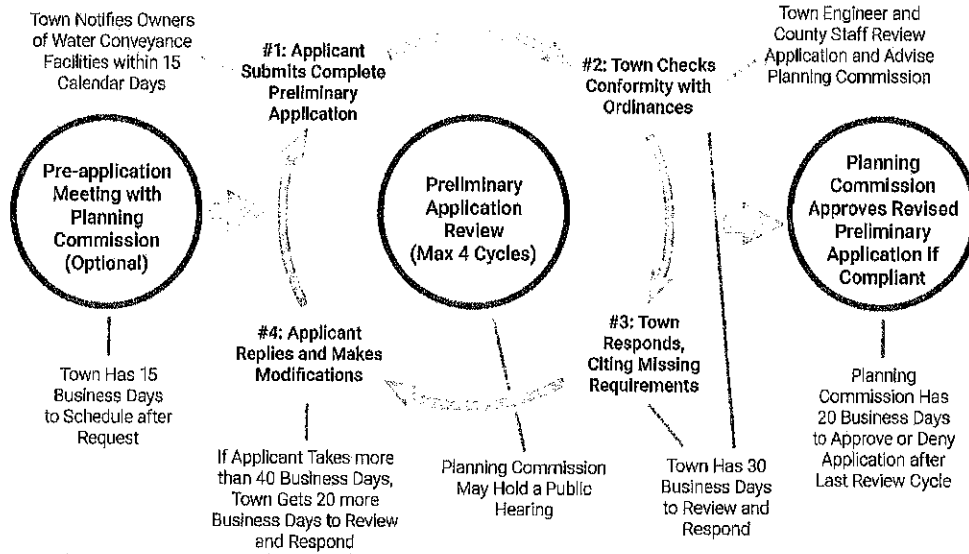 Town Notifies Owners
of Water Conveyance
Facilities within 15
Calendar Days
#1: Applicant
Submits Complete
Preliminary
Application
#2: Town Checks
Conformity with
Ordinances
Town Engineer and
County Staff Review
Application and Advise
Planning Commission
Pre-application
Meeting with
Planning
Commission
(Optional)
Preliminary
Application
Review
(Max 4 Cycles)
Planning
Commission
Approves Revised
Preliminary
Application If
Compliant
#4: Applicant
Replies and Makes
Modifications
#3: Town
Responds,
Citing Missing
Requirements
Town Has 15
Business Days
to Schedule after
Request
If Applicant Takes more
than 40 Business Days,
Town Gets 20 more
Business Days to Review
and Respond
Planning Commission
May Hold a Public
Hearing
Town Has 30
Business Days
to Review and
Respond
Planning
Commission Has
20 Business Days
to Approve or Deny
Application after
Last Review Cycle